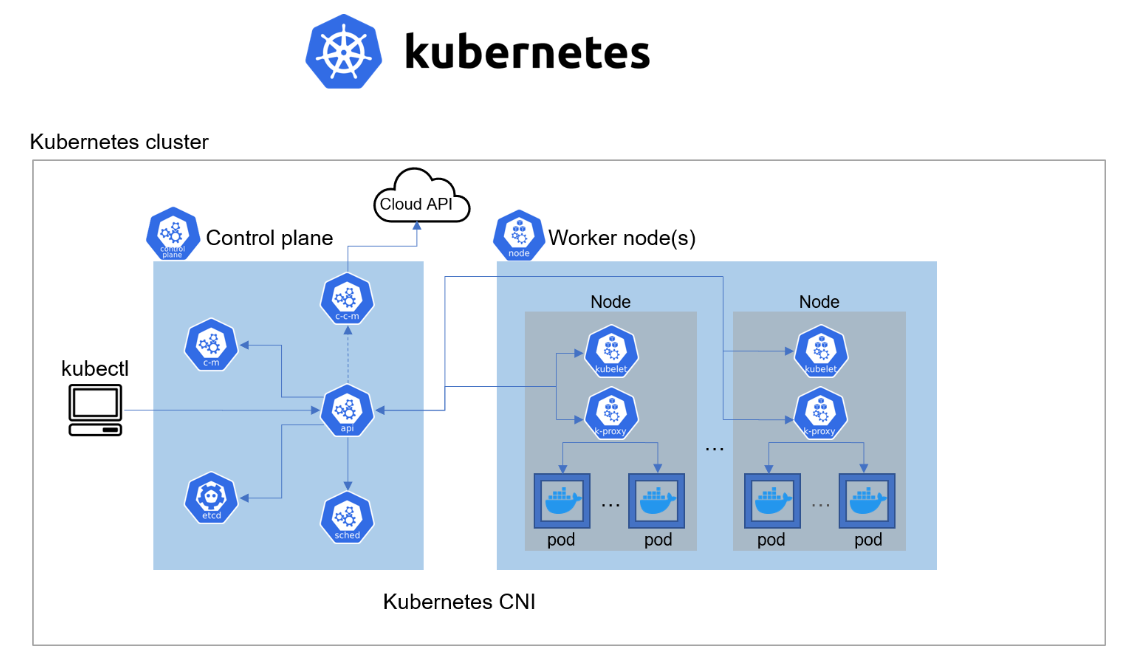 kubernetes
Kubernetes cluster
Cloud API
control
plane
Control plane
node
Worker node(s)
c-c-m
Node
Node
c-m
kubelet
kubelet
kubectl
api
k-proxy
k-proxy
...
etcd
sched
...
...
pod
pod
pod
pod
Kubernetes CNI